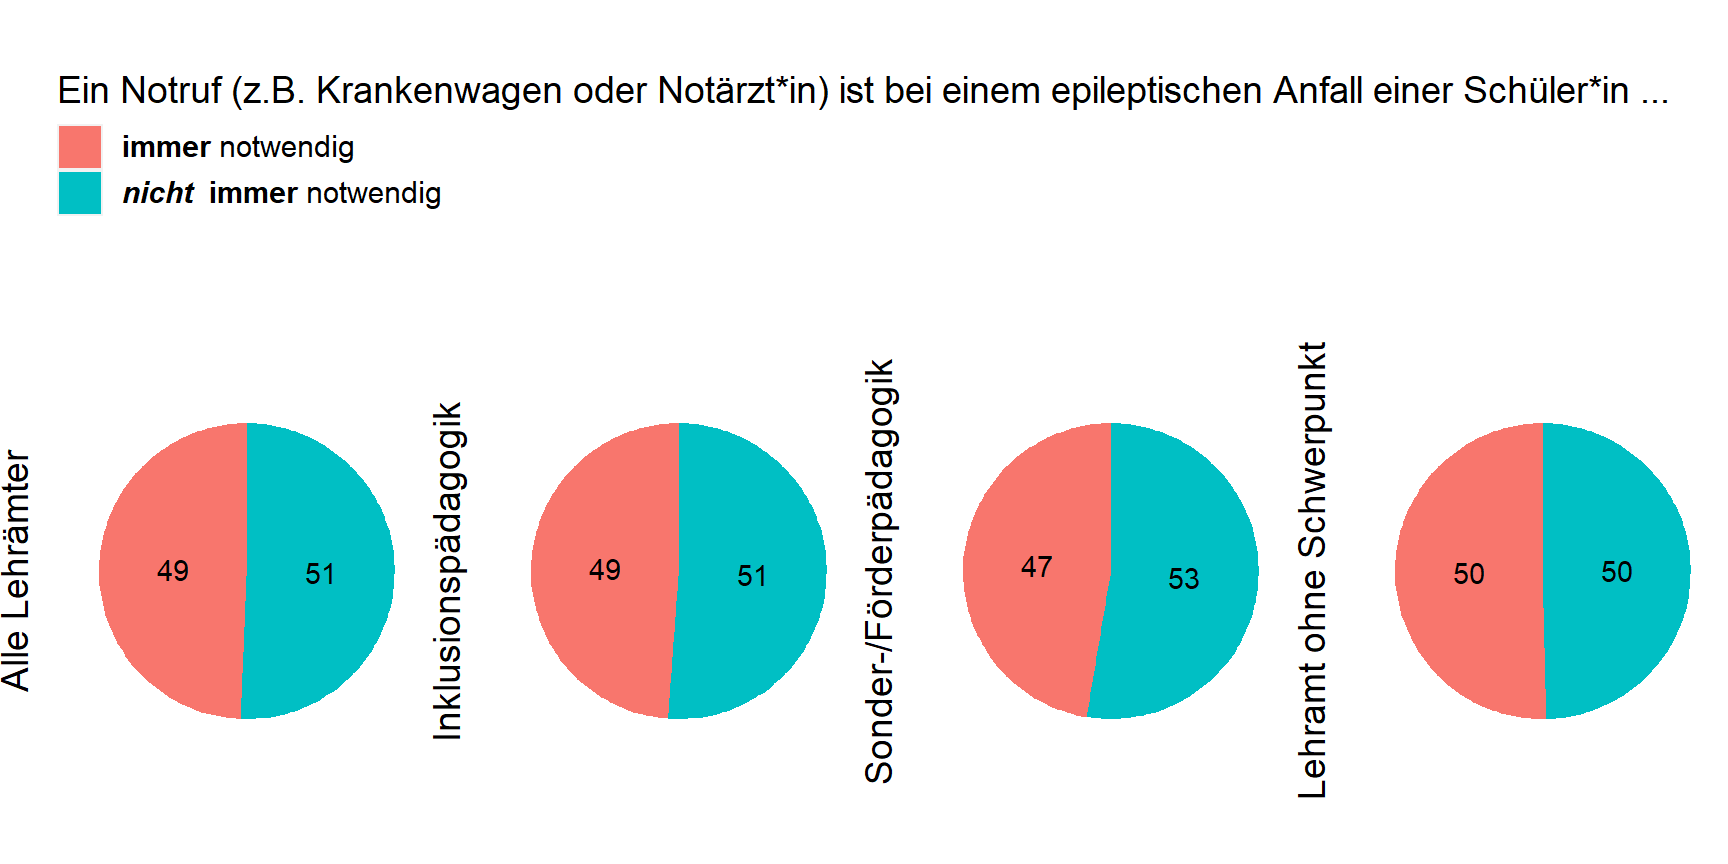 Ein Notruf (z.B. Krankenwagen oder Notärzt*in) ist bei einem epileptischen Anfall einer Schüler*in ...
immer notwendig
nicht immer notwendig
Alle Lehrämter
49
51
Inklusionspädagogik
49
51
Sonder-/Förderpädagogik
47
53
Lehramt ohne Schwerpunkt
50
50